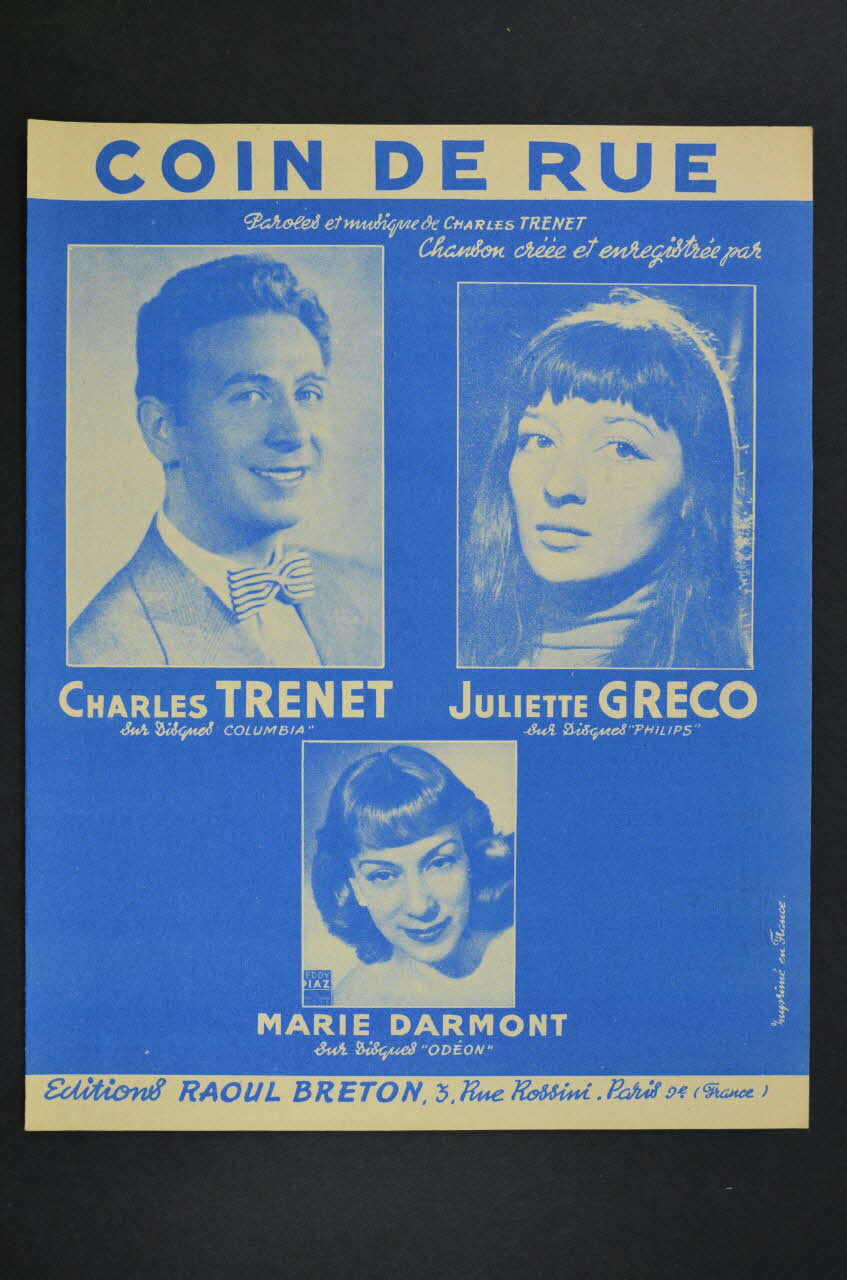 COIN DE RUE
Paroles et musique de CHARLES TRENET
Chanson créée et enregistrée par
CHARLES TRENET
sur Disques "COLUMBIA"
JULIETTE GRECO
sur Disques "PHILIPS"
EDDY
DIAZ
MARIE DARMONT
sur Disques "ODÉON"
Imprimé en France.
Editions RAOUL BRETON, 3, Rue Rossini. Paris 9e (France)